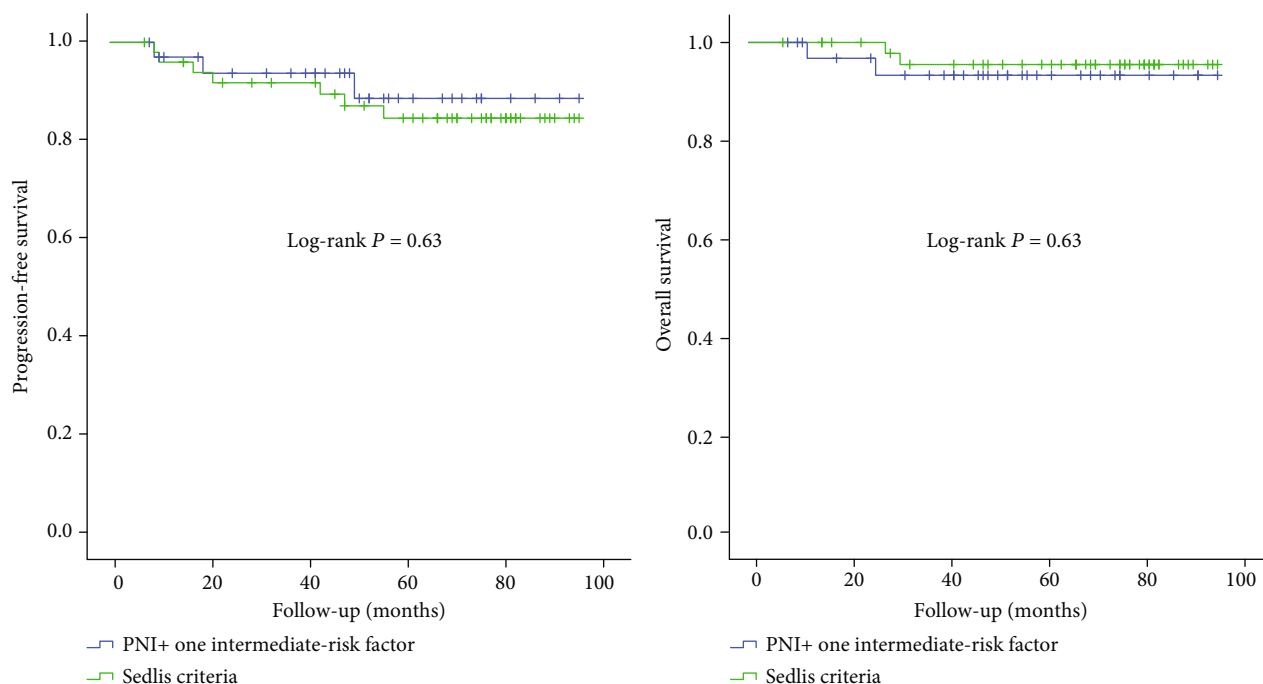 1.0
0.8
0.6
0.4
0.2
0.0
Progression-free survival
Log-rank P = 0.63
0 20 40 60 80 100
Follow-up (months)
PNI+ one intermediate-risk factor
Sedlis criteria
1.0
0.8
0.6
0.4
0.2
0.0
Overall survival
Log-rank P = 0.63
0 20 40 60 80 100
Follow-up (months)
PNI+ one intermediate-risk factor
Sedlis criteria